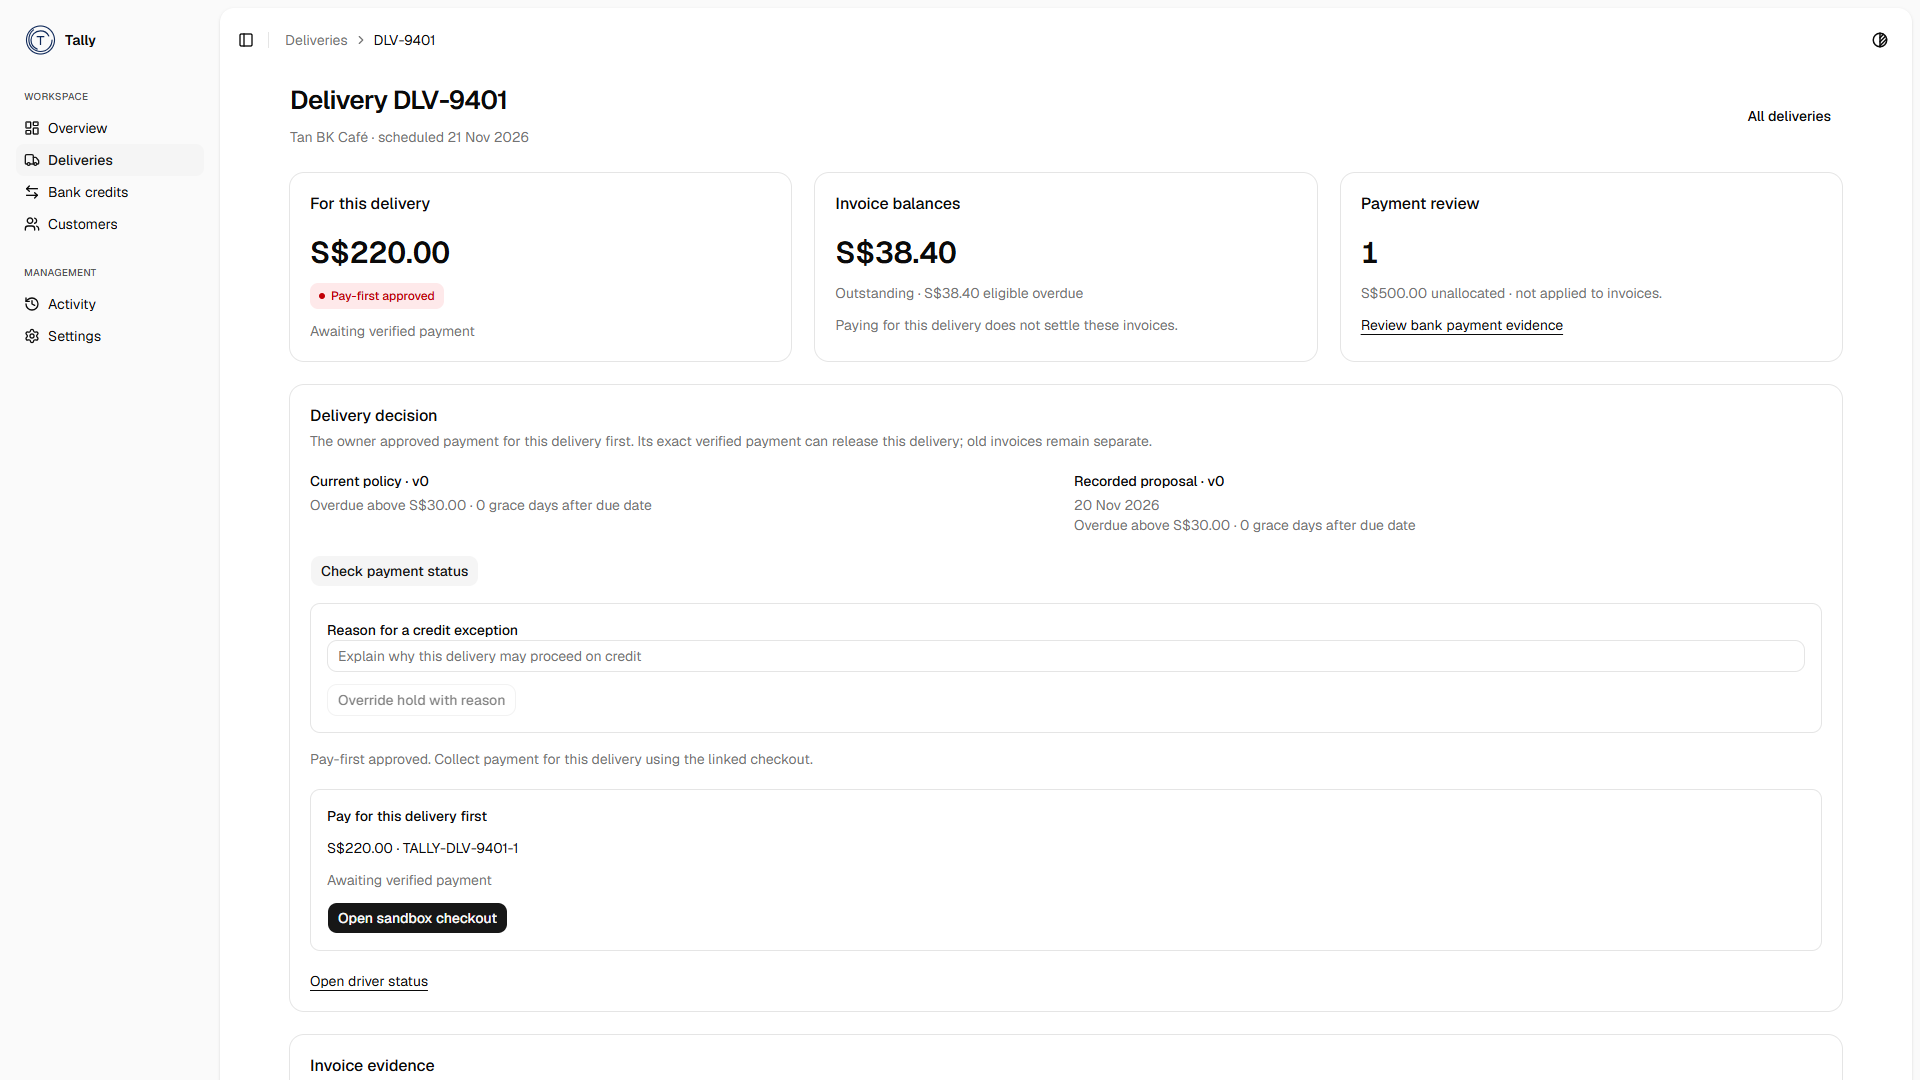 Tally
WORKSPACE
Overview
Deliveries
Bank credits
Customers
MANAGEMENT
Activity
Settings
Deliveries > DLV-9401
Delivery DLV-9401
Tan BK Café · scheduled 21 Nov 2026
All deliveries
For this delivery
S$220.00
Pay-first approved
Awaiting verified payment
Invoice balances
S$38.40
Outstanding · S$38.40 eligible overdue
Paying for this delivery does not settle these invoices.
Payment review
1
S$500.00 unallocated · not applied to invoices.
Review bank payment evidence
Delivery decision
The owner approved payment for this delivery first. Its exact verified payment can release this delivery; old invoices remain separate.
Current policy · v0
Overdue above S$30.00 · 0 grace days after due date
Recorded proposal · v0
20 Nov 2026
Overdue above S$30.00 · 0 grace days after due date
Check payment status
Reason for a credit exception
Explain why this delivery may proceed on credit
Override hold with reason
Pay-first approved. Collect payment for this delivery using the linked checkout.
Pay for this delivery first
S$220.00 · TALLY-DLV-9401-1
Awaiting verified payment
Open sandbox checkout
Open driver status
Invoice evidence